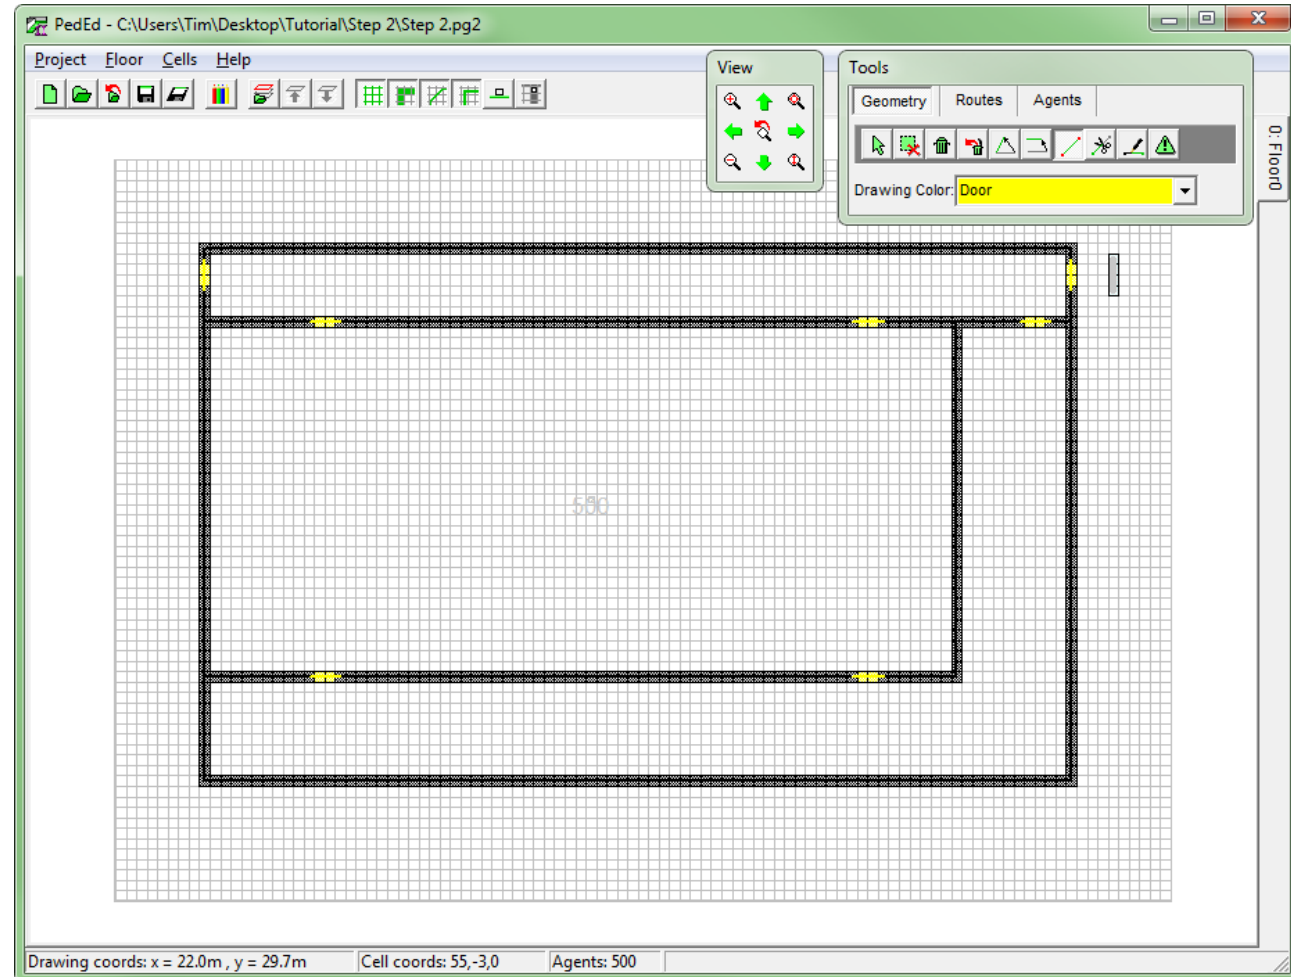 PedEd - C:\Users\Tim\Desktop\Tutorial\Step 2\Step 2.pg2
Project Floor Cells Help
View
Tools
Geometry Routes Agents
Drawing Color: Door
0: Floor0
Drawing coords: x = 22.0m , y = 29.7m
Cell coords: 55,-3,0
Agents: 500